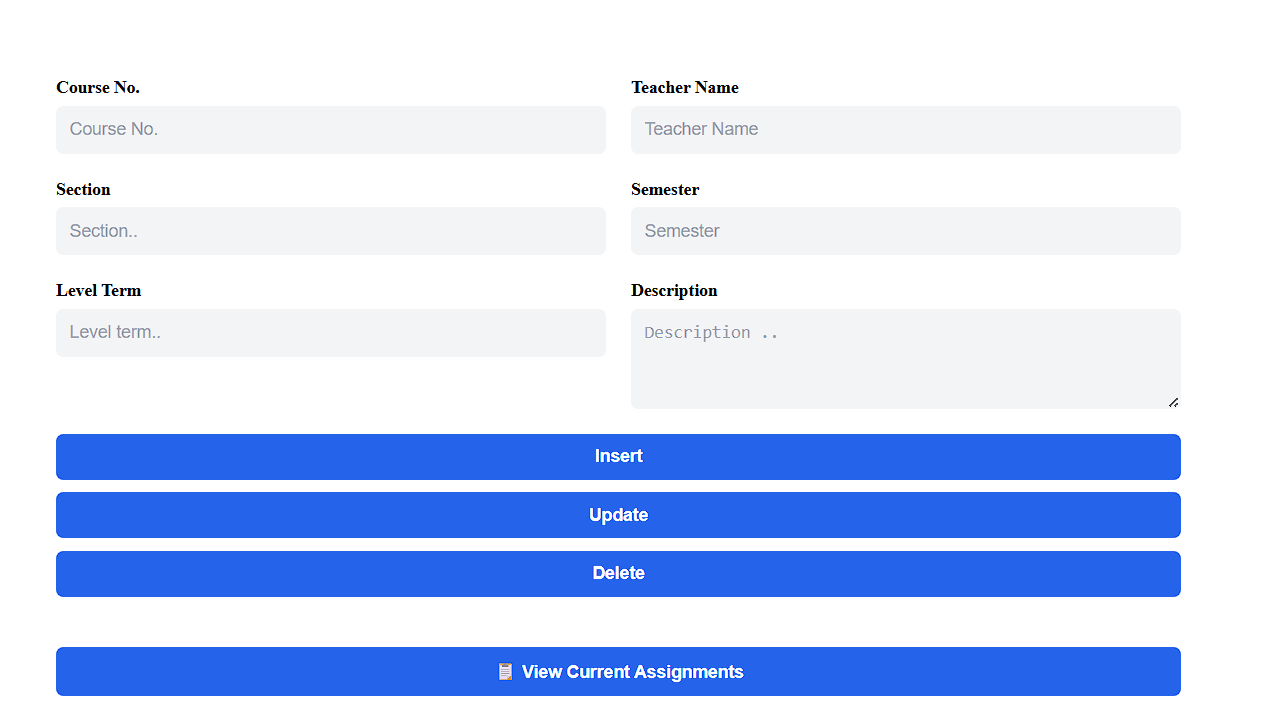 Course No.
Teacher Name
Course No.
Teacher Name
Section
Semester
Section..
Semester
Level Term
Description
Level term..
Description ..
Insert
Update
Delete
📋 View Current Assignments